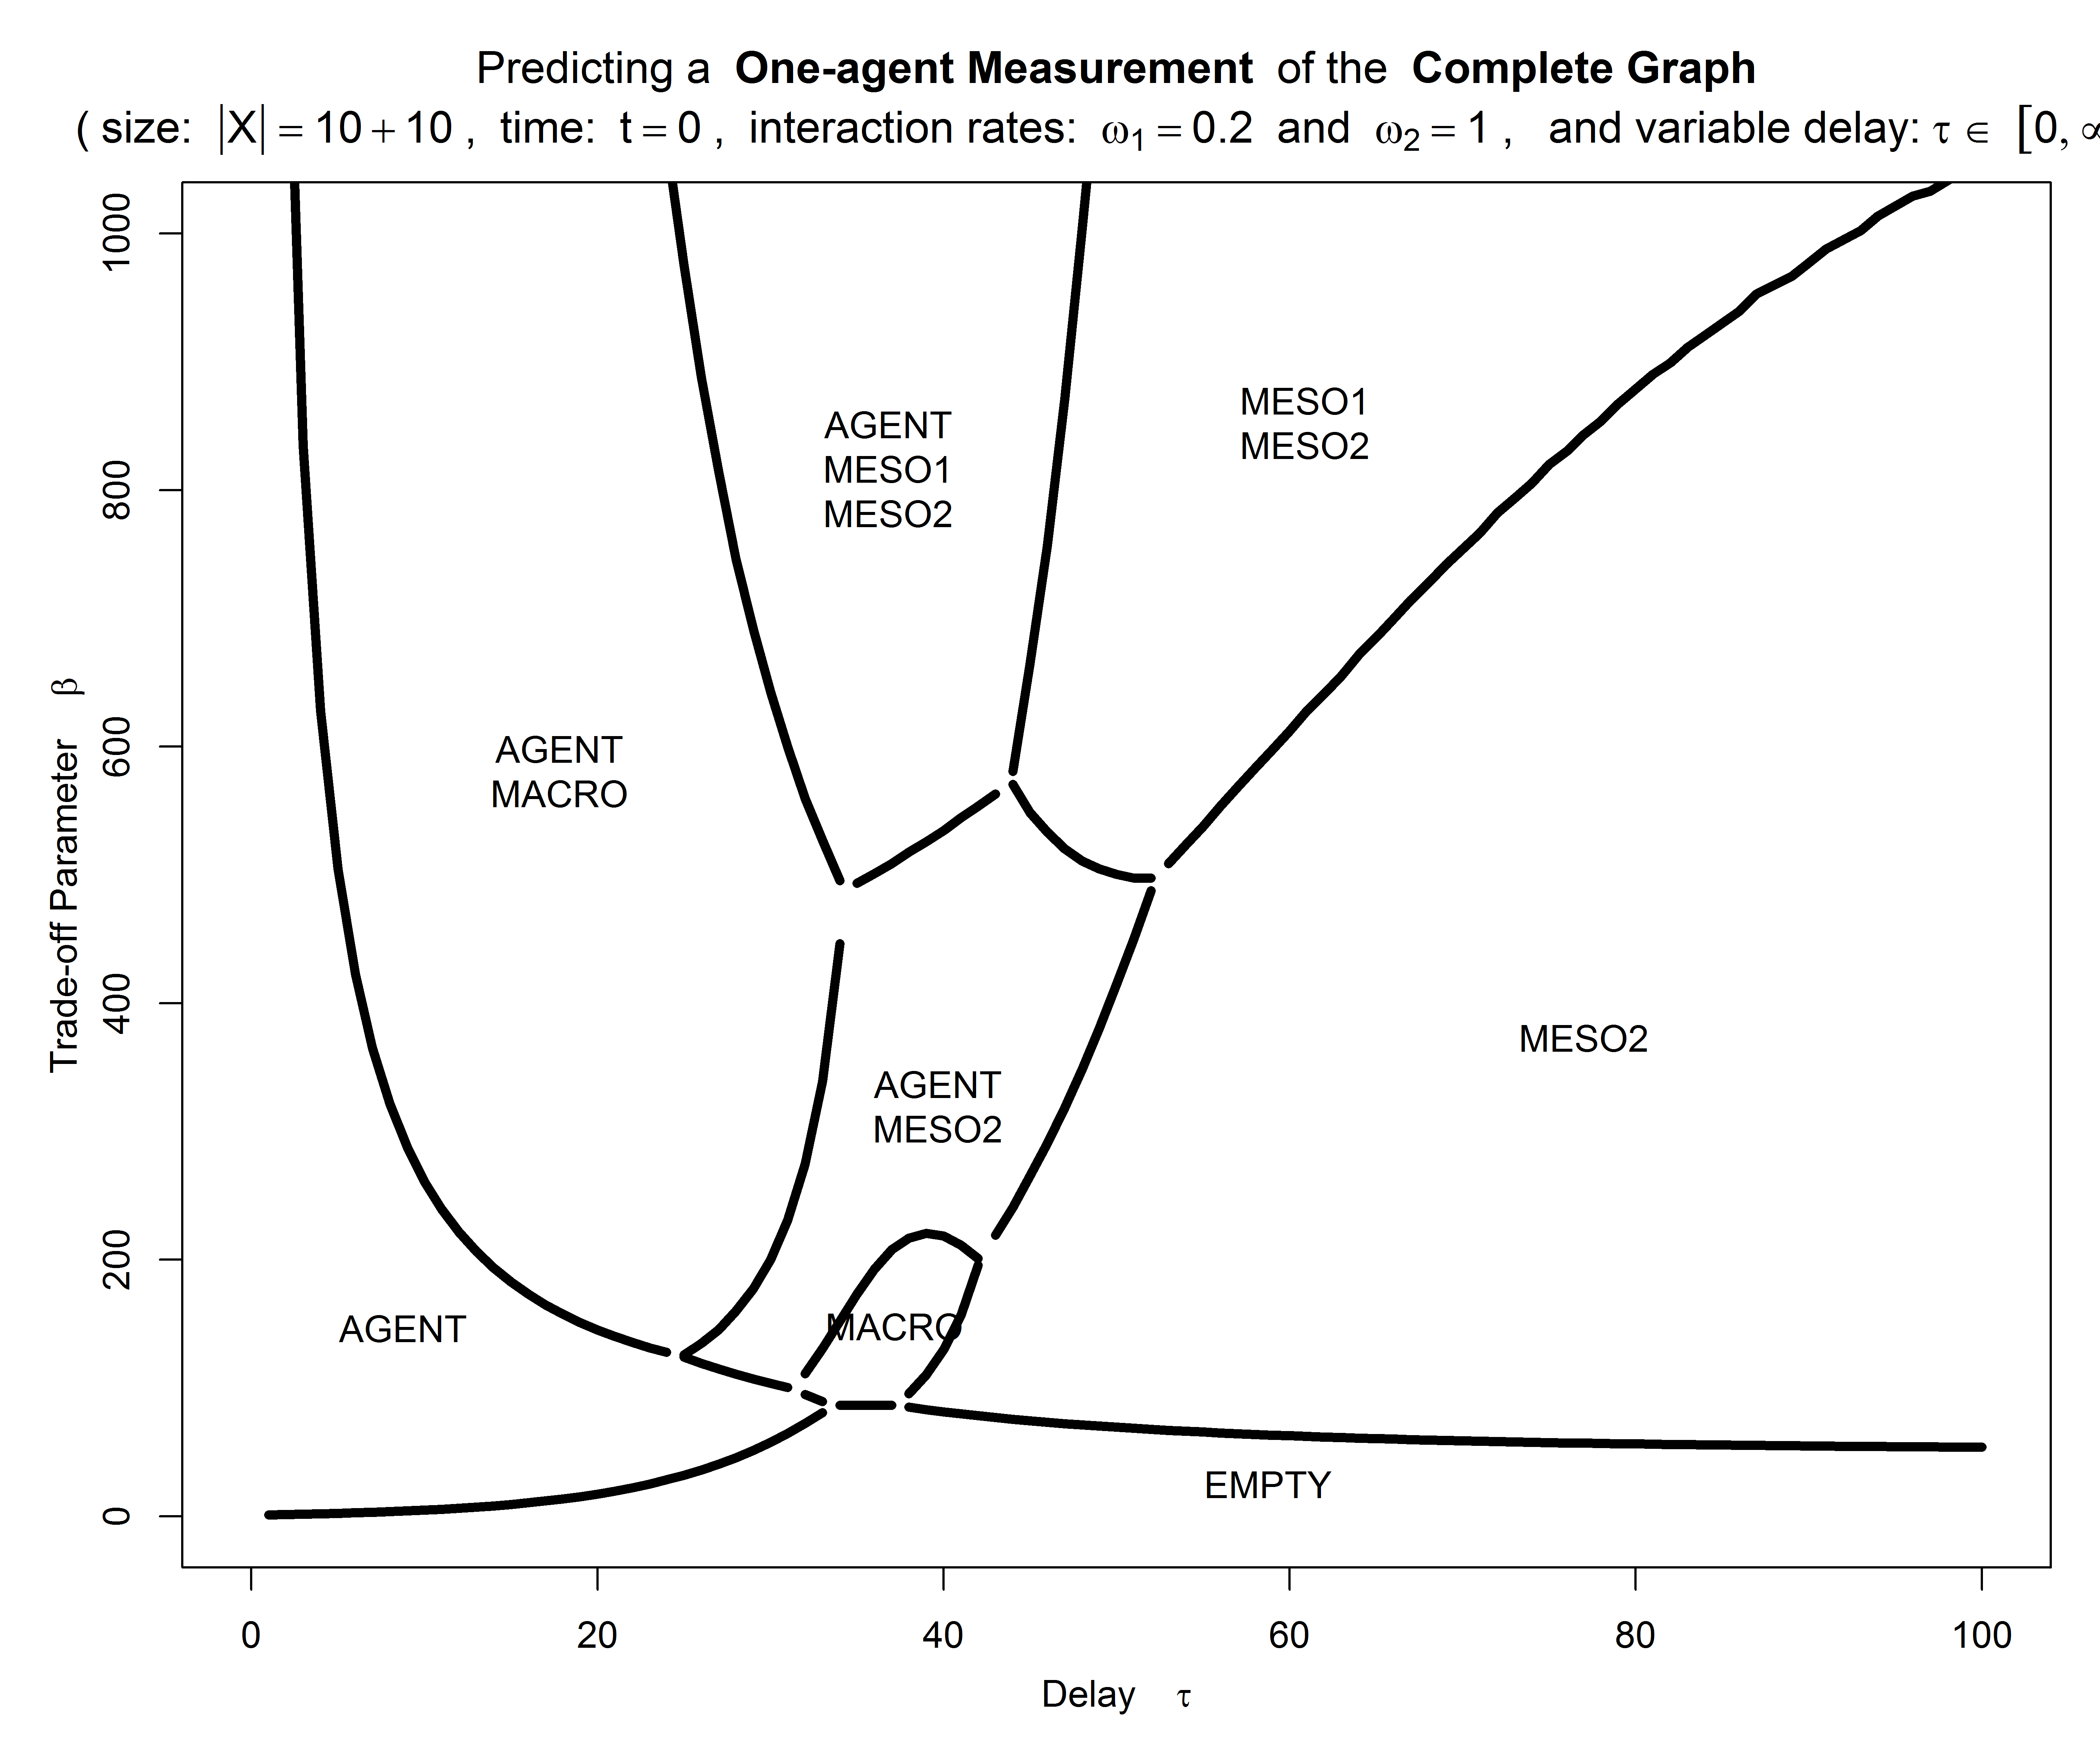 Predicting a One-agent Measurement of the Complete Graph
( size: |X| = 10 + 10 , time: t = 0 , interaction rates: ω1 = 0.2 and ω2 = 1 , and variable delay: τ ∈ [0, ∞
1000
800
600
400
200
0
Trade-off Parameter β
AGENT
MESO1
MESO2
MESO1
MESO2
AGENT
MACRO
MESO2
AGENT
MESO2
AGENT
MACRO
EMPTY
0 20 40 60 80 100
Delay τ